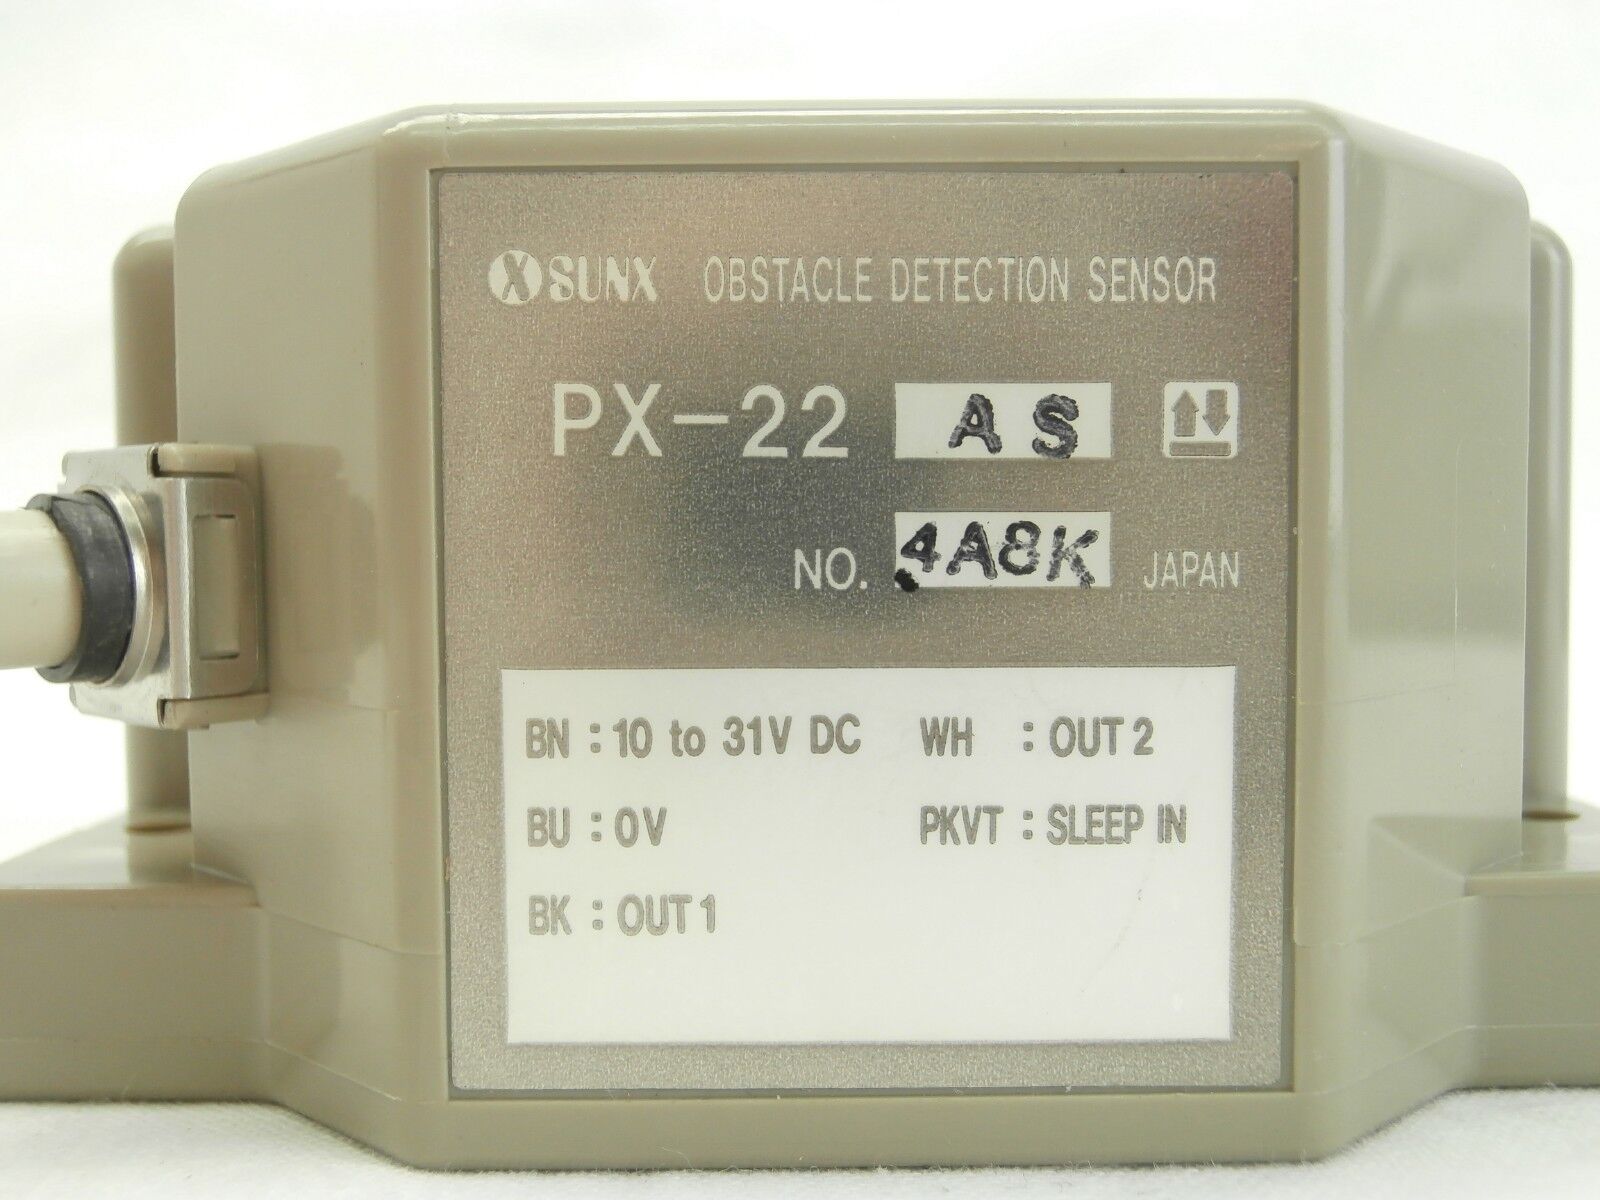 SUNX OBSTACLE DETECTION SENSOR
PX-22 AS
NO. 4A8K JAPAN
BN : 10 to 31V DC WH : OUT 2
BU : 0V PKVT : SLEEP IN
BK : OUT 1